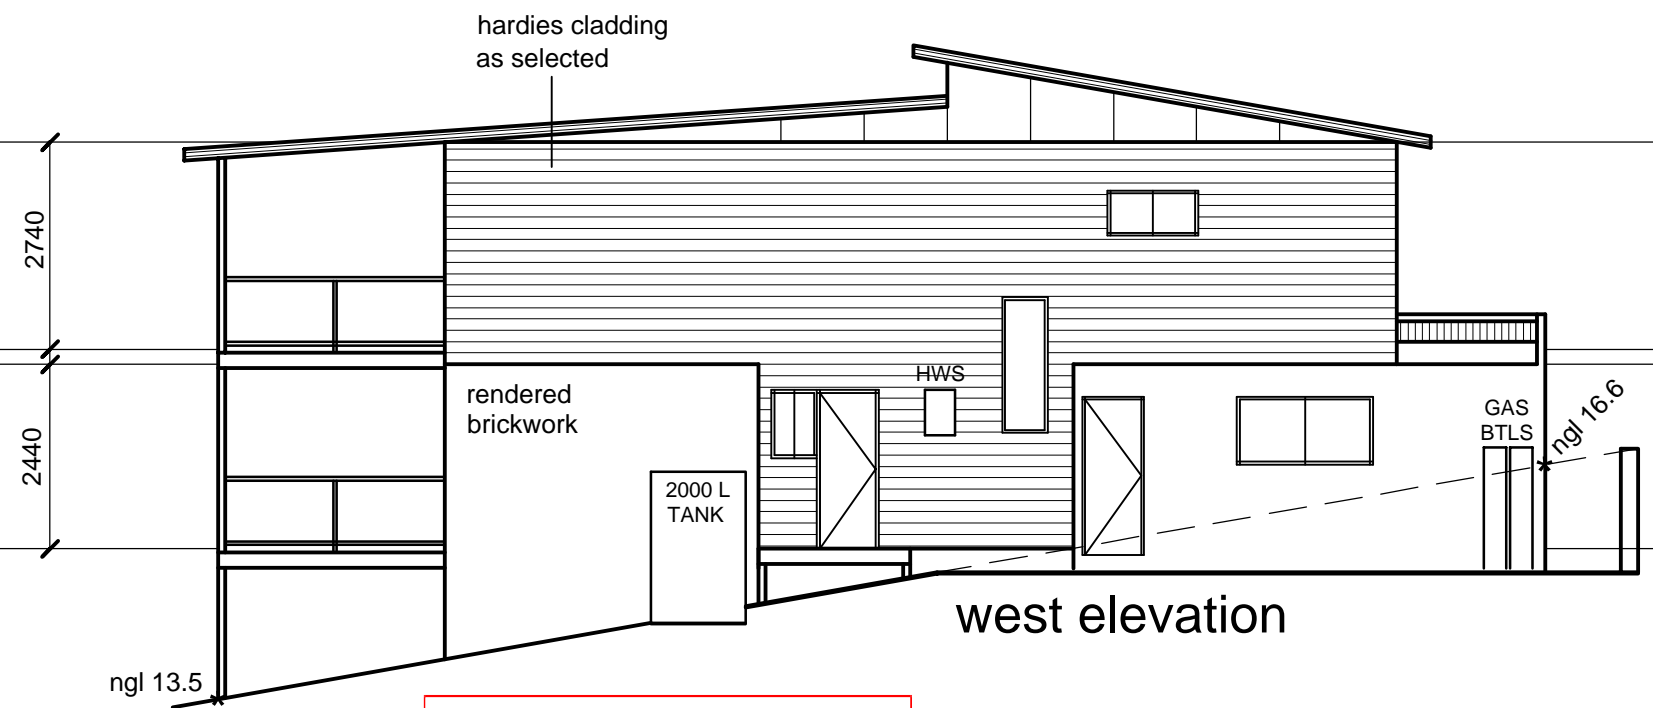 hardies cladding
as selected
2740
HWS
rendered
brickwork
2440
GAS
BTLS
ngl 16.6
2000 L
TANK
west elevation
ngl 13.5